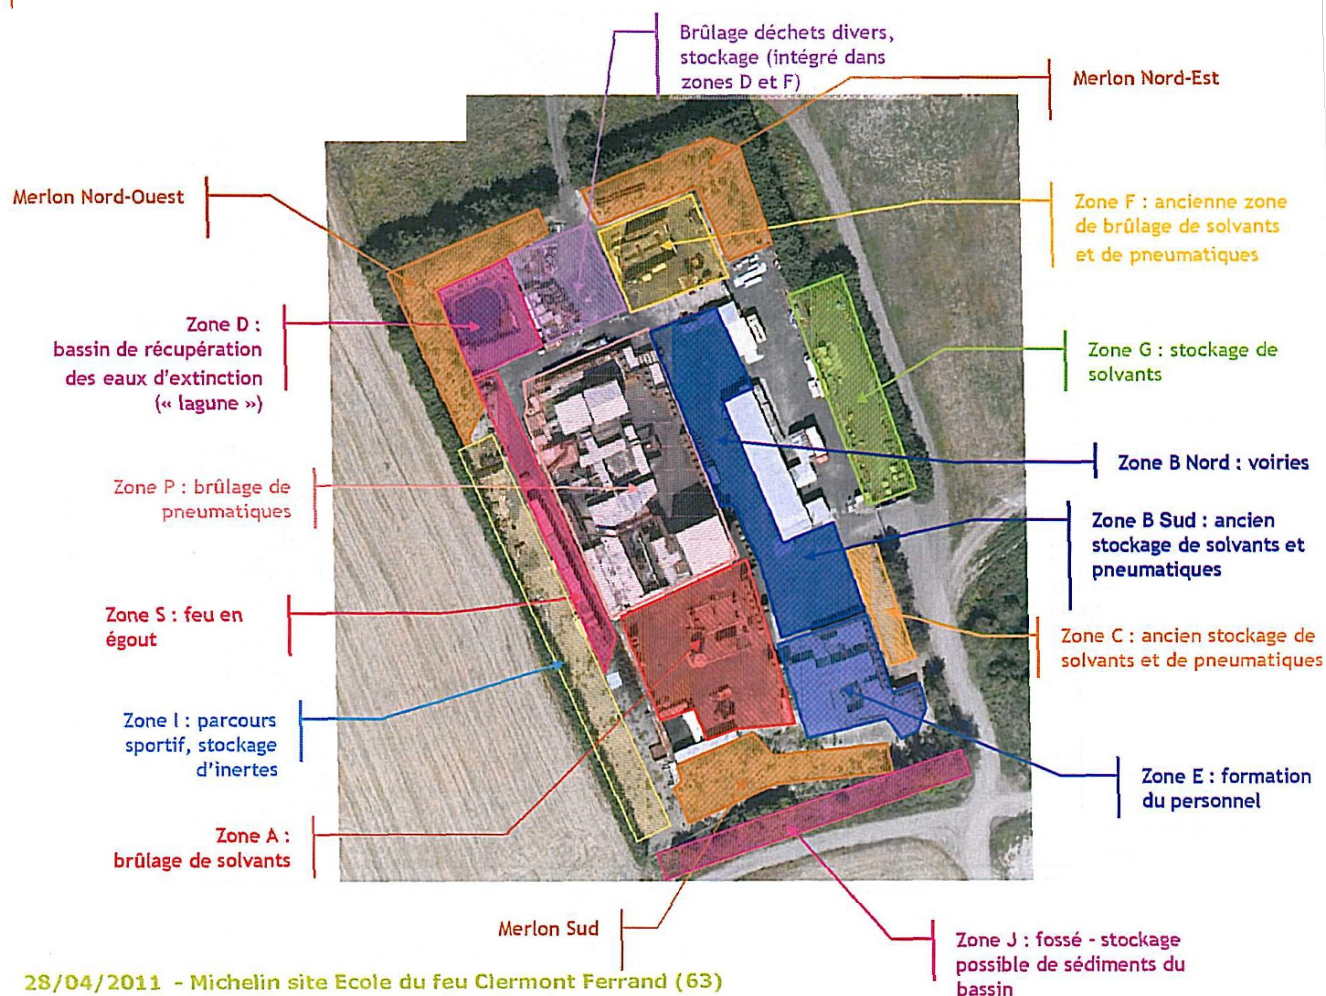 Brûlage déchets divers,
stockage (intégré dans
zones D et F)
Merlon Nord-Est
Merlon Nord-Ouest
Zone F : ancienne zone
de brûlage de solvants
et de pneumatiques
Zone D :
bassin de récupération
des eaux d'extinction
(« lagune »)
Zone G : stockage de
solvants
Zone P : brûlage de
pneumatiques
Zone B Nord : voiries
Zone B Sud : ancien
stockage de solvants et
pneumatiques
Zone S : feu en
égout
Zone C : ancien stockage de
solvants et de pneumatiques
Zone I : parcours
sportif, stockage
d'inertes
Zone E : formation
du personnel
Zone A :
brûlage de solvants
Merlon Sud
Zone J : fossé - stockage
possible de sédiments du
bassin
28/04/2011 - Michelin site Ecole du feu Clermont Ferrand (63)